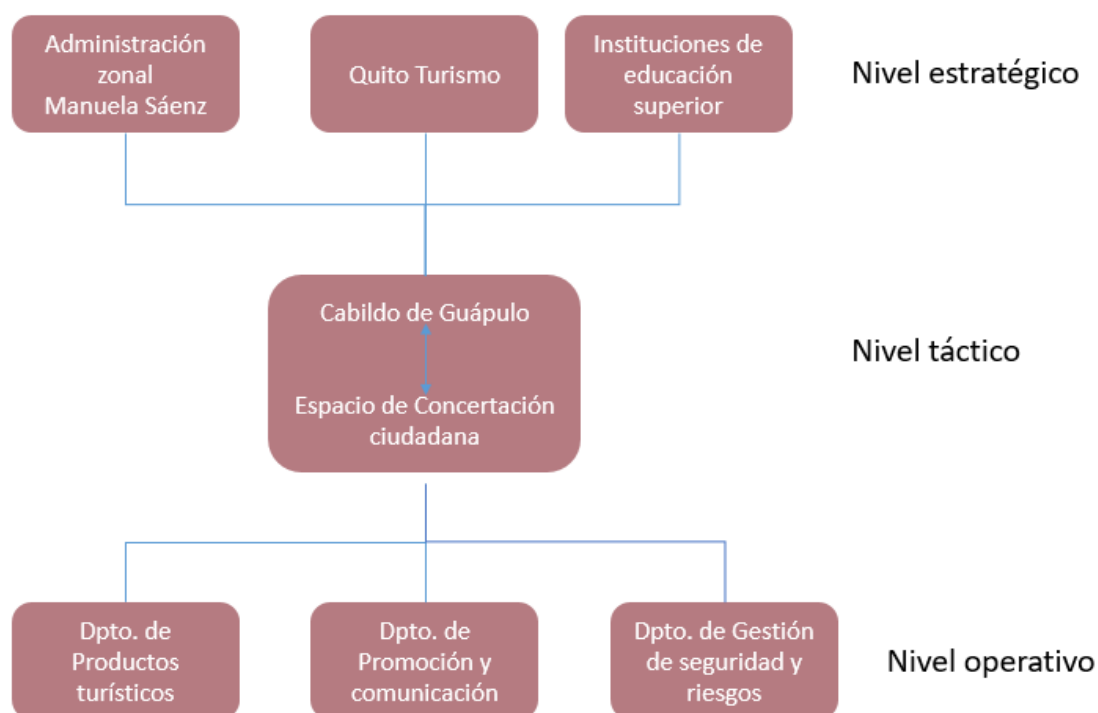 Administración
zonal
Manuela Sáenz
Quito Turismo
Instituciones de
educación
superior
Nivel estratégico
Cabildo de Guápulo
Espacio de Concertación
ciudadana
Nivel táctico
Dpto. de
Productos
turísticos
Dpto. de
Promoción y
comunicación
Dpto. de Gestión
de seguridad y
riesgos
Nivel operativo